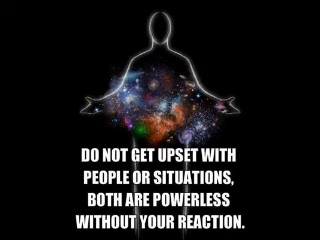 DO NOT GET UPSET WITH
PEOPLE OR SITUATIONS,
BOTH ARE POWERLESS
WITHOUT YOUR REACTION.